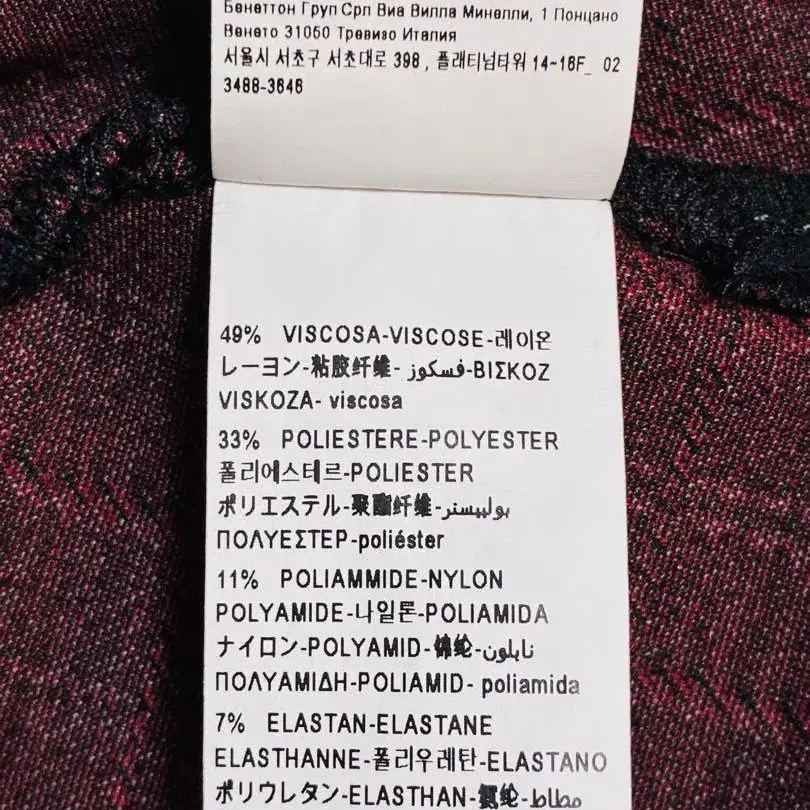 Бенеттон Груп Срл Виа Вилла Минелли, 1 Понцано
Венето 31050 Тревизо Италия
서울시 서초구 서초대로 398 , 플래티넘타워 14~16F_ 02
3488-3646
49% VISCOSA-VISCOSE-레이온
レーヨン-粘胶纤维- فسكوز-ΒΙΣΚΟΖ
VISKOZA- viscosa
33% POLIESTERE-POLYESTER
폴리에스테르-POLIESTER
ポリエステル-聚酯纤维-بولييستر
ΠΟΛΥΕΣΤΕΡ-poliéster
11% POLIAMMIDE-NYLON
POLYAMIDE-나일론-POLIAMIDA
ナイロン-POLYAMID-锦纶-نايلون
ΠΟΛΥΑΜΙΔΗ-POLIAMID- poliamida
7% ELASTAN-ELASTANE
ELASTHANNE-폴리우레탄-ELASTANO
ポリウレタン-ELASTHAN-氨纶-مطاط